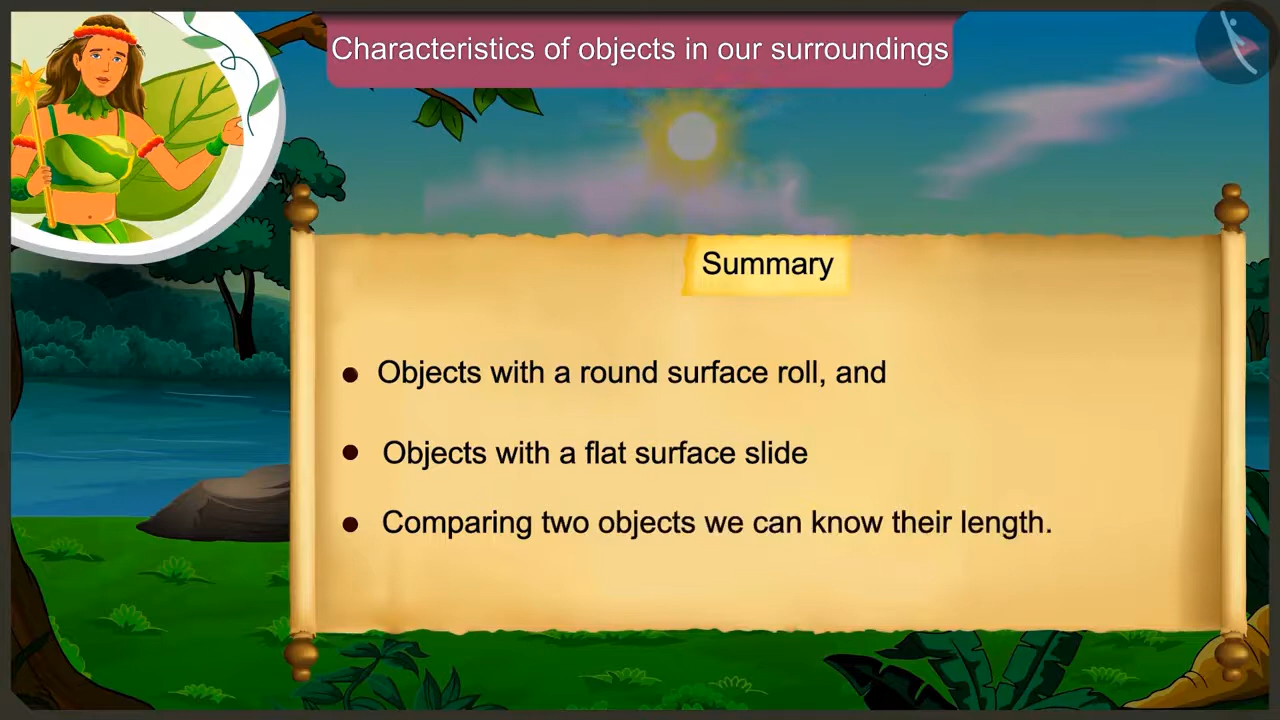 Characteristics of objects in our surroundings
Summary
● Objects with a round surface roll, and
● Objects with a flat surface slide
● Comparing two objects we can know their length.